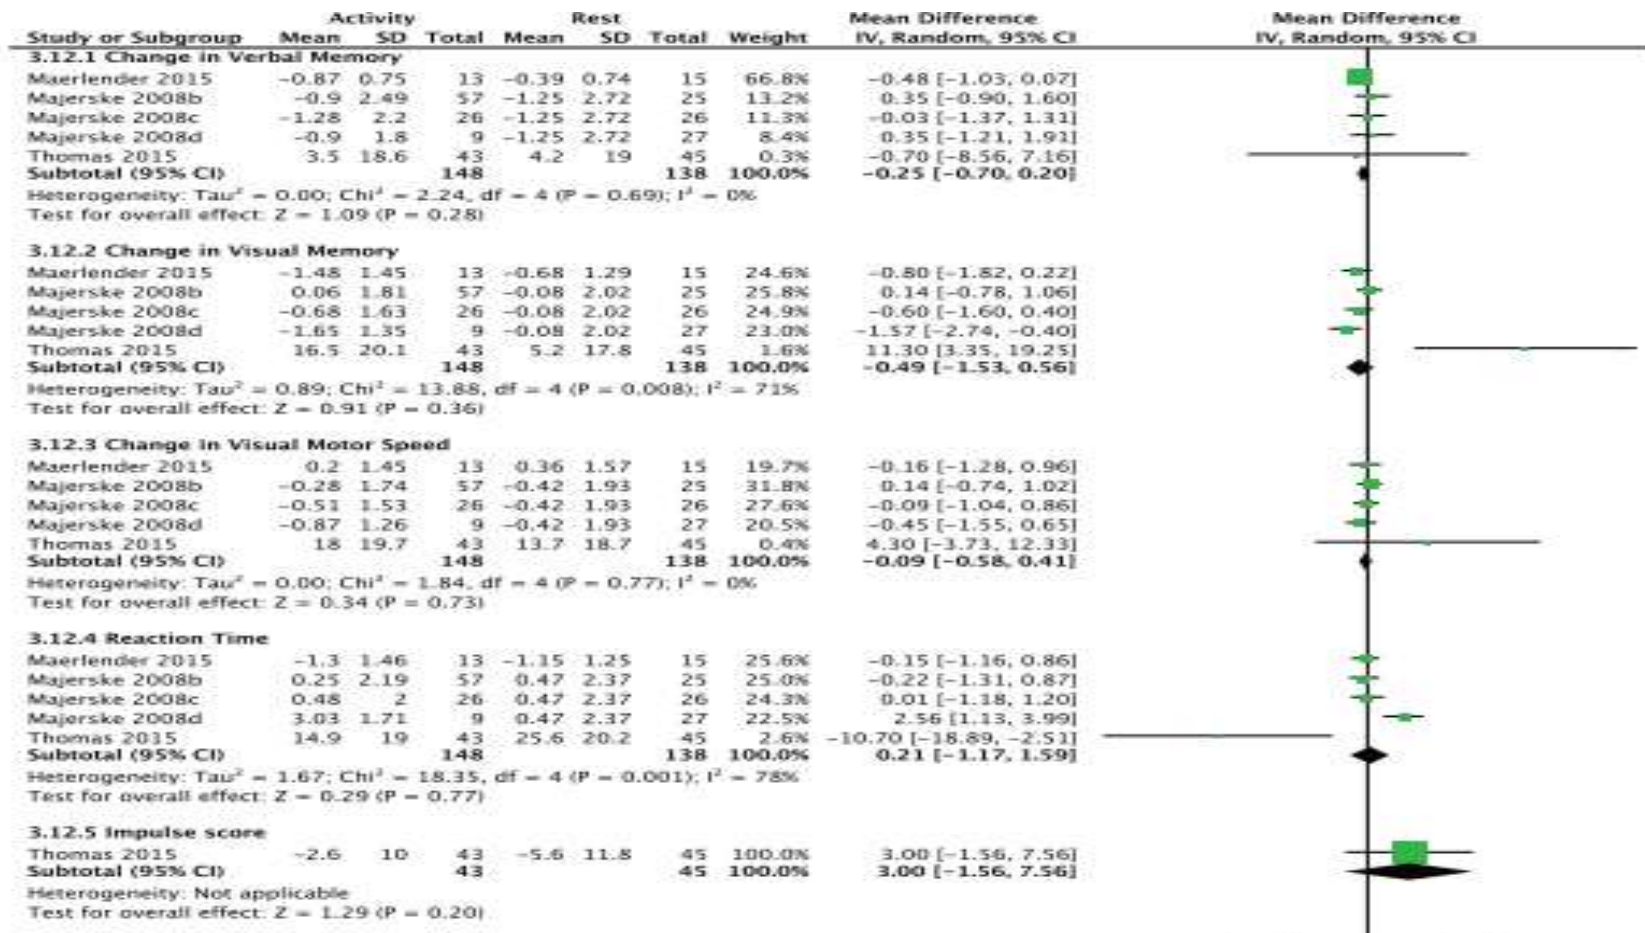 Activity Rest Mean Difference Mean Difference
Study or Subgroup Mean SD Total Mean SD Total Weight IV, Random, 95% CI IV, Random, 95% CI
3.12.1 Change in Verbal Memory
Maerlender 2015 −0.87 0.75 13 −0.39 0.74 15 66.8% −0.48 [−1.03, 0.07]
Majerske 2008b −0.9 2.49 57 −1.25 2.72 25 13.2% 0.35 [−0.90, 1.60]
Majerske 2008c −1.28 2.2 26 −1.25 2.72 26 11.3% −0.03 [−1.37, 1.31]
Majerske 2008d −0.9 1.8 9 −1.25 2.72 27 8.4% 0.35 [−1.21, 1.91]
Thomas 2015 3.5 18.6 43 4.2 19 45 0.3% −0.70 [−8.56, 7.16]
Subtotal (95% CI) 148 138 100.0% −0.25 [−0.70, 0.20]
Heterogeneity: Tau² = 0.00; Chi² = 2.24, df = 4 (P = 0.69); I² = 0%
Test for overall effect: Z = 1.09 (P = 0.28)
3.12.2 Change in Visual Memory
Maerlender 2015 −1.48 1.45 13 −0.68 1.29 15 24.6% −0.80 [−1.82, 0.22]
Majerske 2008b 0.06 1.81 57 −0.08 2.02 25 25.8% 0.14 [−0.78, 1.06]
Majerske 2008c −0.68 1.63 26 −0.08 2.02 26 24.9% −0.60 [−1.60, 0.40]
Majerske 2008d −1.65 1.35 9 −0.08 2.02 27 23.0% −1.57 [−2.74, −0.40]
Thomas 2015 16.5 20.1 43 5.2 17.8 45 1.6% 11.30 [3.35, 19.25]
Subtotal (95% CI) 148 138 100.0% −0.49 [−1.53, 0.56]
Heterogeneity: Tau² = 0.89; Chi² = 13.88, df = 4 (P = 0.008); I² = 71%
Test for overall effect: Z = 0.91 (P = 0.36)
3.12.3 Change in Visual Motor Speed
Maerlender 2015 0.2 1.45 13 0.36 1.57 15 19.7% −0.16 [−1.28, 0.96]
Majerske 2008b −0.28 1.74 57 −0.42 1.93 25 31.8% 0.14 [−0.74, 1.02]
Majerske 2008c −0.51 1.53 26 −0.42 1.93 26 27.6% −0.09 [−1.04, 0.86]
Majerske 2008d −0.87 1.26 9 −0.42 1.93 27 20.5% −0.45 [−1.55, 0.65]
Thomas 2015 18 19.7 43 13.7 18.7 45 0.4% 4.30 [−3.73, 12.33]
Subtotal (95% CI) 148 138 100.0% −0.09 [−0.58, 0.41]
Heterogeneity: Tau² = 0.00; Chi² = 1.84, df = 4 (P = 0.77); I² = 0%
Test for overall effect: Z = 0.34 (P = 0.73)
3.12.4 Reaction Time
Maerlender 2015 −1.3 1.46 13 −1.15 1.25 15 25.6% −0.15 [−1.16, 0.86]
Majerske 2008b 0.25 2.19 57 0.47 2.37 25 25.0% −0.22 [−1.31, 0.87]
Majerske 2008c 0.48 2 26 0.47 2.37 26 24.3% 0.01 [−1.18, 1.20]
Majerske 2008d 3.03 1.71 9 0.47 2.37 27 22.5% 2.56 [1.13, 3.99]
Thomas 2015 14.9 19 43 25.6 20.2 45 2.6% −10.70 [−18.89, −2.51]
Subtotal (95% CI) 148 138 100.0% 0.21 [−1.17, 1.59]
Heterogeneity: Tau² = 1.67; Chi² = 18.35, df = 4 (P = 0.001); I² = 78%
Test for overall effect: Z = 0.29 (P = 0.77)
3.12.5 Impulse score
Thomas 2015 −2.6 10 43 −5.6 11.8 45 100.0% 3.00 [−1.56, 7.56]
Subtotal (95% CI) 43 45 100.0% 3.00 [−1.56, 7.56]
Heterogeneity: Not applicable
Test for overall effect: Z = 1.29 (P = 0.20)